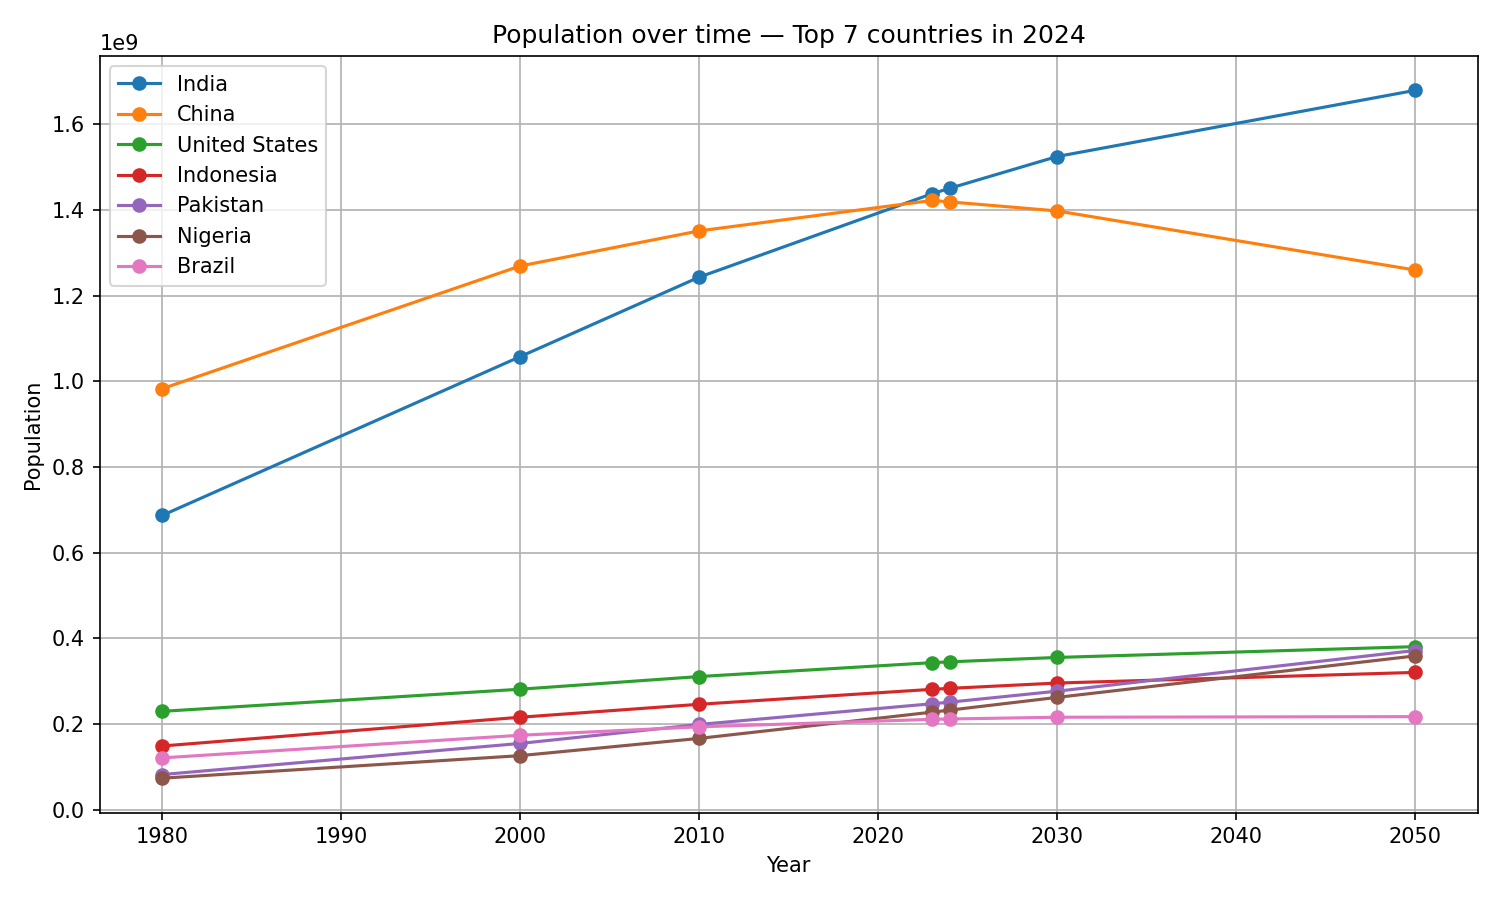 Population over time — Top 7 countries in 2024
1e9
India
China
United States
Indonesia
Pakistan
Nigeria
Brazil
1.6
1.4
1.2
1.0
0.8
0.6
0.4
0.2
0.0
Population
1980 1990 2000 2010 2020 2030 2040 2050
Year